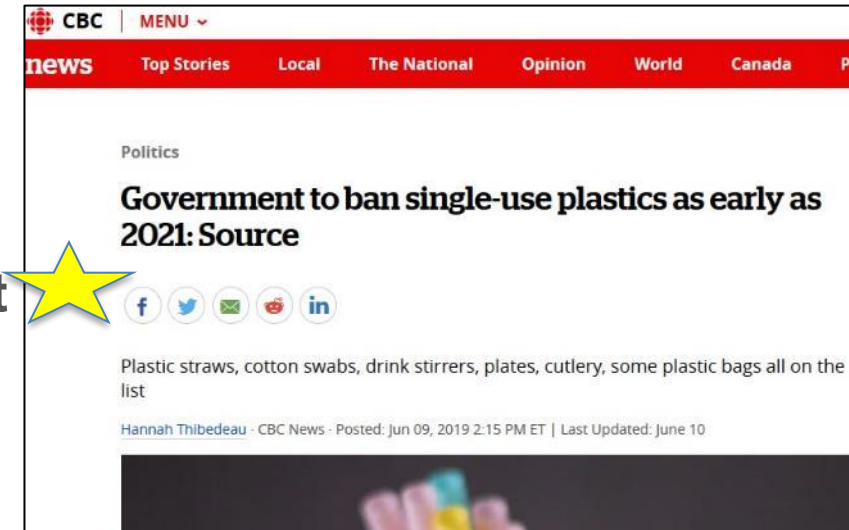 CBC | MENU
news Top Stories Local The National Opinion World Canada P
Politics
Government to ban single-use plastics as early as
2021: Source
t
f in
Plastic straws, cotton swabs, drink stirrers, plates, cutlery, some plastic bags all on the
list
Hannah Thibedeau · CBC News · Posted: Jun 09, 2019 2:15 PM ET | Last Updated: June 10